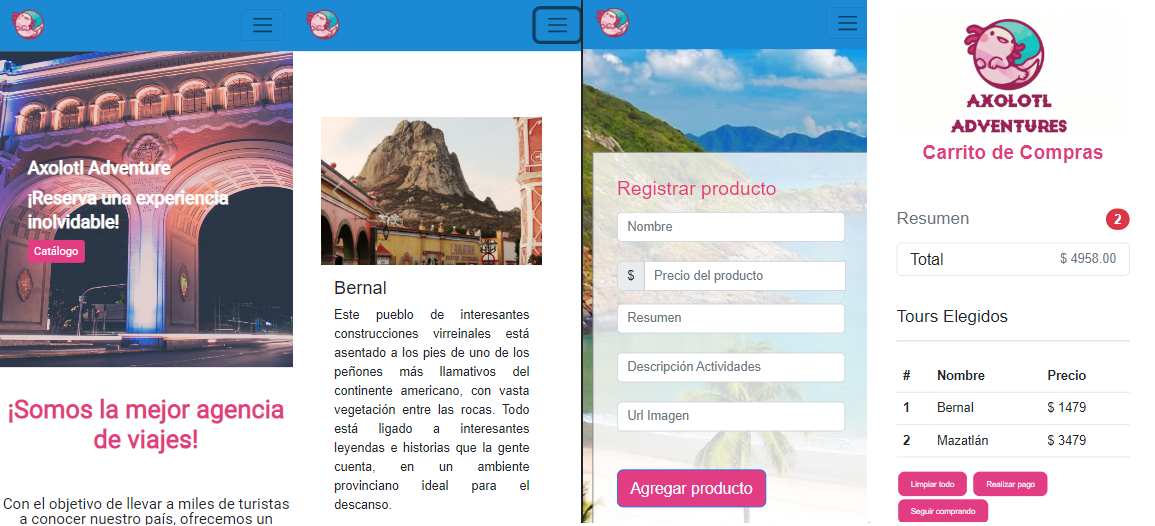 Axolotl Adventure
¡Reserva una experiencia
inolvidable!
Catálogo
¡Somos la mejor agencia
de viajes!
Con el objetivo de llevar a miles de turistas
a conocer nuestro país, ofrecemos un
Bernal
Este pueblo de interesantes
construcciones virreinales está
asentado a los pies de uno de los
peñones más llamativos del
continente americano, con vasta
vegetación entre las rocas. Todo
está ligado a interesantes
leyendas e historias que la gente
cuenta, en un ambiente
provinciano ideal para el
descanso.
Registrar producto
Nombre
$ Precio del producto
Resumen
Descripción Actividades
Url Imagen
Agregar producto
AXOLOTL
ADVENTURES
Carrito de Compras
Resumen 2
Total $ 4958.00
Tours Elegidos
# Nombre Precio
1 Bernal $ 1479
2 Mazatlán $ 3479
Limpiar todo Realizar pago
Seguir comprando